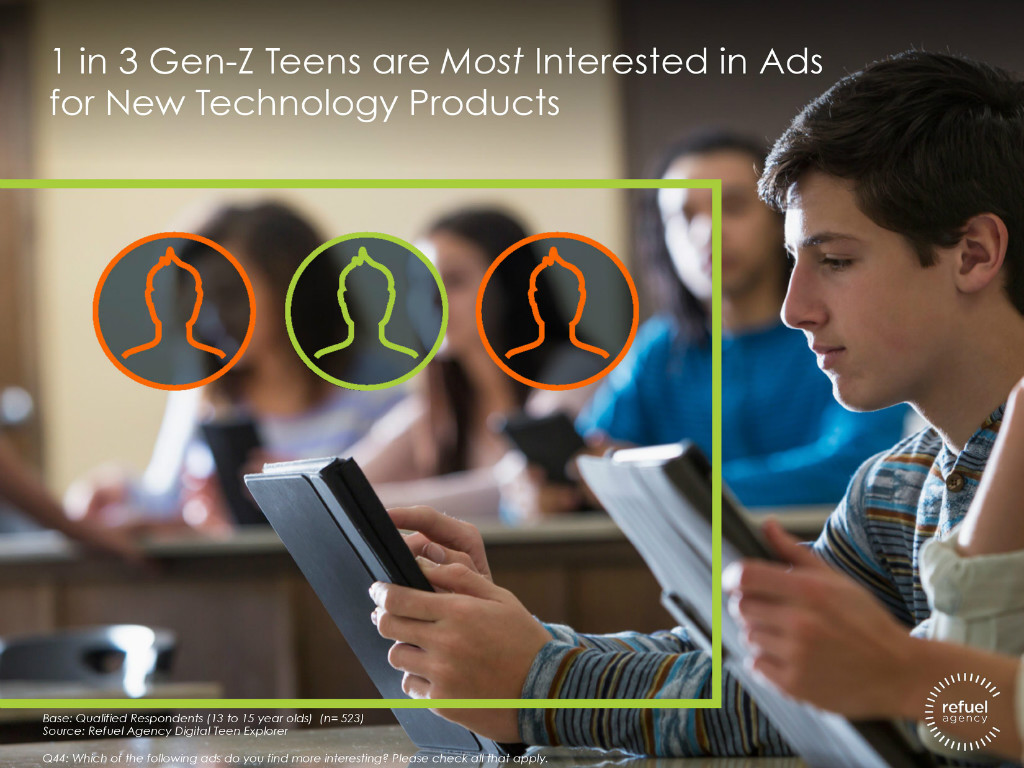 1 in 3 Gen-Z Teens are Most Interested in Ads
for New Technology Products
Base: Qualified Respondents (13 to 15 year olds) (n= 523)
Source: Refuel Agency Digital Teen Explorer
Q44: Which of the following ads do you find more interesting? Please check all that apply.
refuel
agency